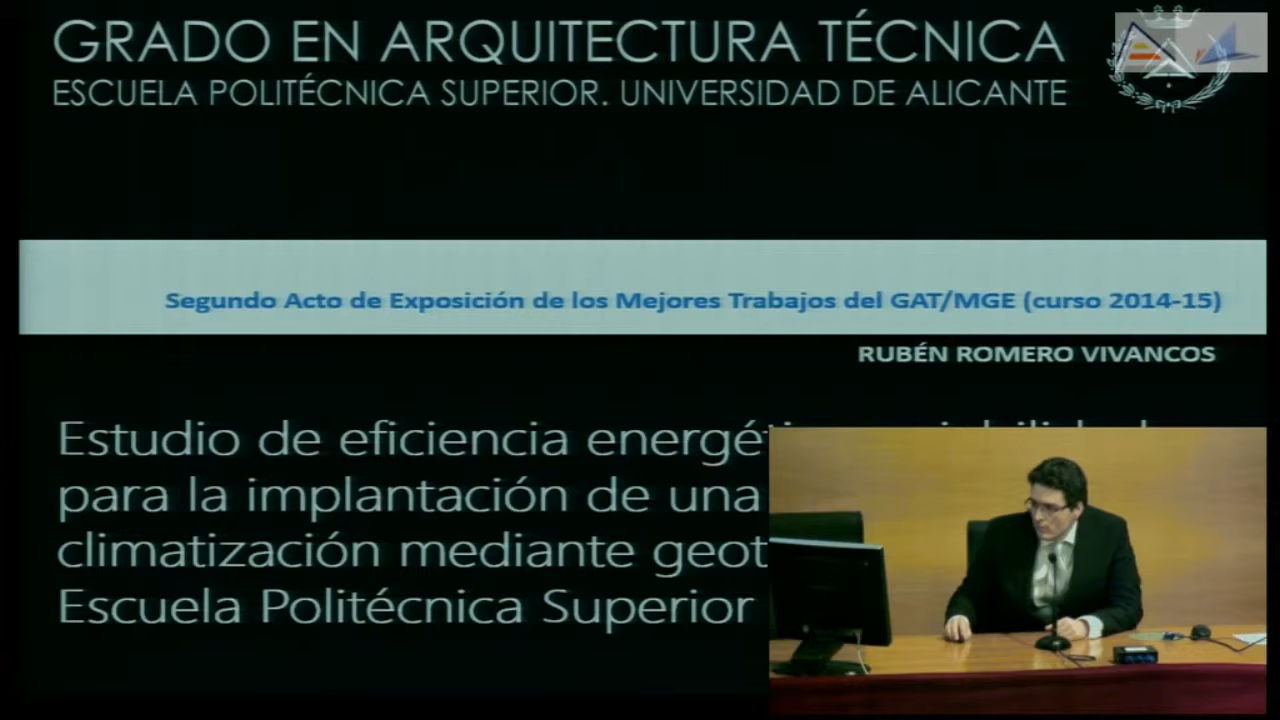 GRADO EN ARQUITECTURA TÉCNICA
ESCUELA POLITÉCNICA SUPERIOR. UNIVERSIDAD DE ALICANTE
Segundo Acto de Exposición de los Mejores Trabajos del GAT/MGE (curso 2014-15)
RUBÉN ROMERO VIVANCOS
Estudio de eficiencia
para la implantación de una
climatización mediante
Escuela Politécnica Superior